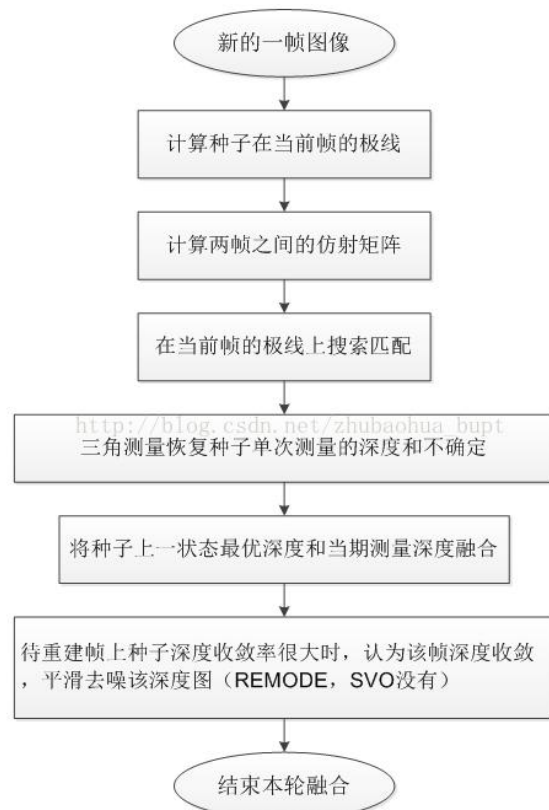 新的一帧图像
计算种子在当前帧的极线
计算两帧之间的仿射矩阵
在当前帧的极线上搜索匹配
http://blog.csdn.net/zhubaohua_bupt
三角测量恢复种子单次测量的深度和不确定
将种子上一状态最优深度和当期测量深度融合
待重建帧上种子深度收敛率很大时，认为该帧深度收敛
，平滑去噪该深度图（REMODE，SVO没有）
结束本轮融合